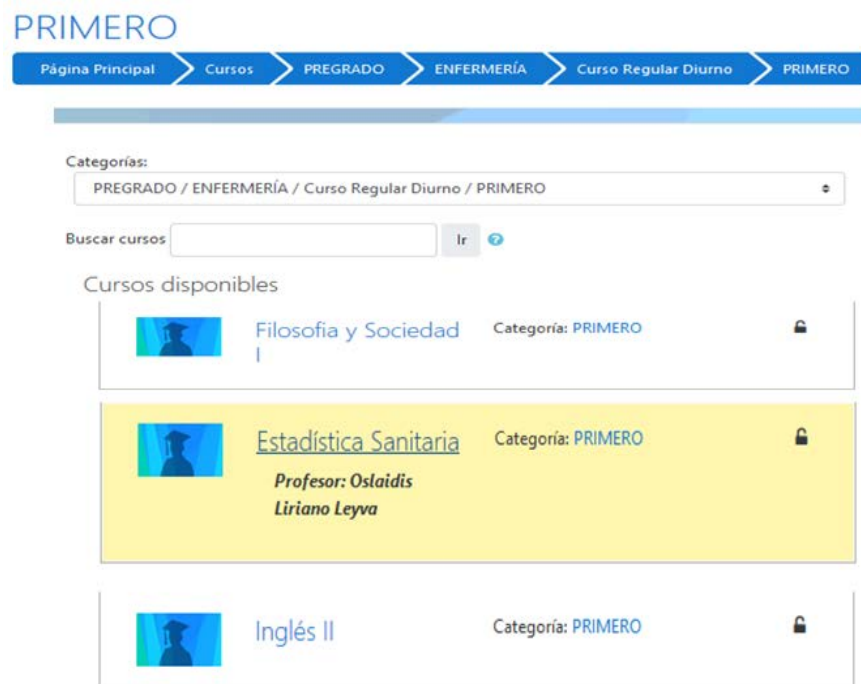 PRIMERO
Página Principal Cursos PREGRADO ENFERMERÍA Curso Regular Diurno PRIMERO
Categorías:
PREGRADO / ENFERMERÍA / Curso Regular Diurno / PRIMERO
Buscar cursos Ir ?
Cursos disponibles
Filosofia y Sociedad Categoría: PRIMERO
I
Estadística Sanitaria Categoría: PRIMERO
Profesor: Oslaidis
Liriano Leyva
Inglés II Categoría: PRIMERO